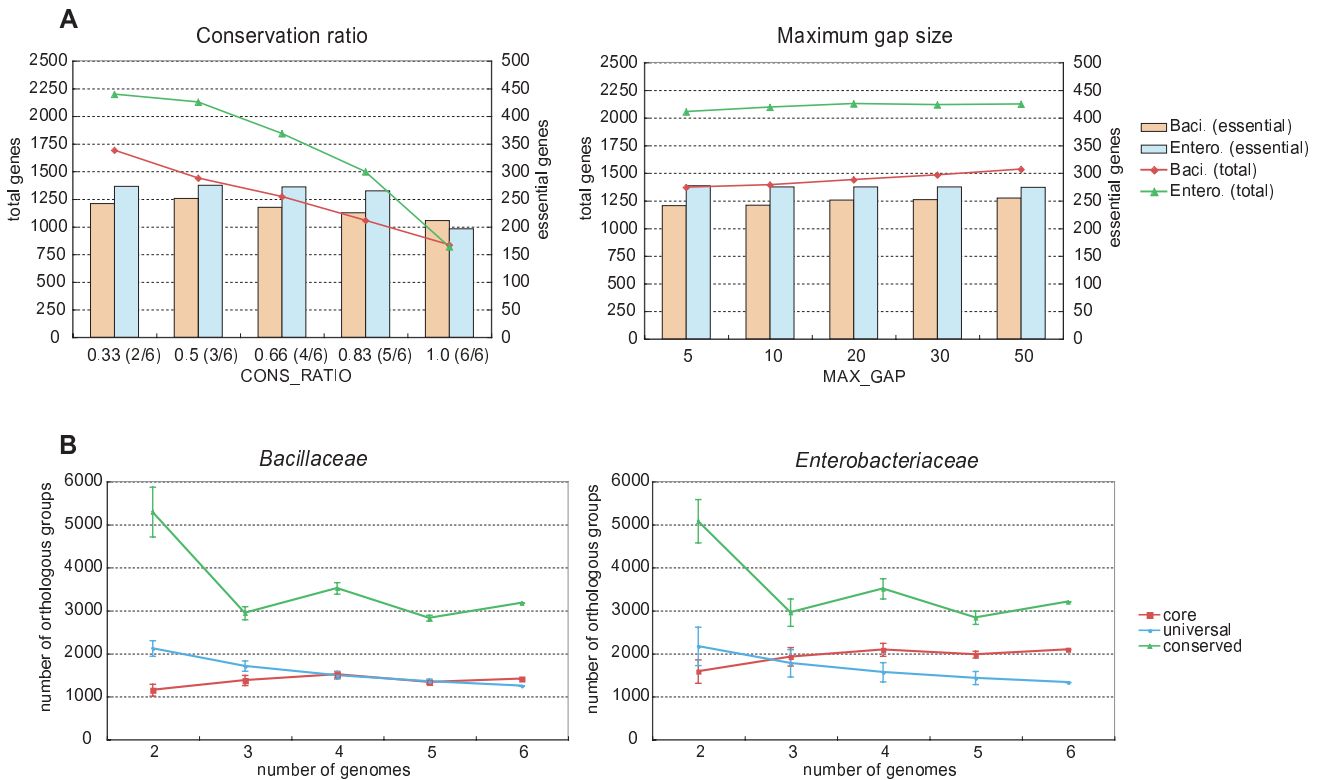 A
Conservation ratio
Maximum gap size
total genes
2500
2250
2000
1750
1500
1250
1000
750
500
250
0
500
450
400
350
300
250
200
150
100
50
0
essential genes
0.33 (2/6) 0.5 (3/6) 0.66 (4/6) 0.83 (5/6) 1.0 (6/6)
CONS_RATIO
total genes
2500
2250
2000
1750
1500
1250
1000
750
500
250
0
500
450
400
350
300
250
200
150
100
50
0
essential genes
5 10 20 30 50
MAX_GAP
Baci. (essential)
Entero. (essential)
Baci. (total)
Entero. (total)
B
Bacillaceae
number of orthologous groups
6000
5000
4000
3000
2000
1000
0
2 3 4 5 6
number of genomes
Enterobacteriaceae
number of orthologous groups
6000
5000
4000
3000
2000
1000
0
2 3 4 5 6
number of genomes
core
universal
conserved